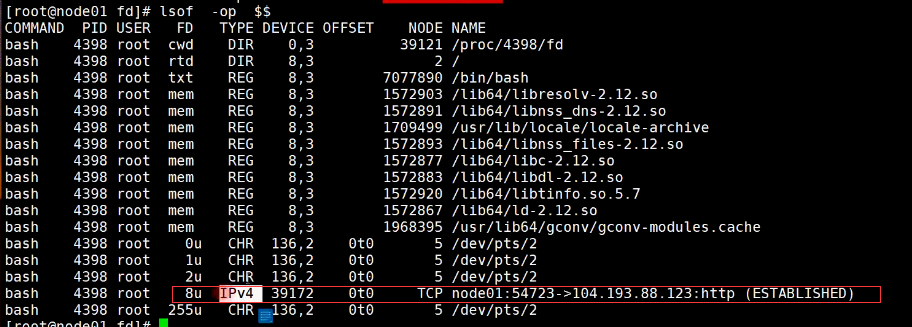 [root@node01 fd]# lsof  -op  $$
COMMAND  PID USER   FD   TYPE DEVICE OFFSET    NODE NAME
bash    4398 root  cwd    DIR    0,3          39121 /proc/4398/fd
bash    4398 root  rtd    DIR    8,3              2 /
bash    4398 root  txt    REG    8,3        7077890 /bin/bash
bash    4398 root  mem    REG    8,3        1572903 /lib64/libresolv-2.12.so
bash    4398 root  mem    REG    8,3        1572891 /lib64/libnss_dns-2.12.so
bash    4398 root  mem    REG    8,3        1709499 /usr/lib/locale/locale-archive
bash    4398 root  mem    REG    8,3        1572893 /lib64/libnss_files-2.12.so
bash    4398 root  mem    REG    8,3        1572877 /lib64/libc-2.12.so
bash    4398 root  mem    REG    8,3        1572883 /lib64/libdl-2.12.so
bash    4398 root  mem    REG    8,3        1572920 /lib64/libtinfo.so.5.7
bash    4398 root  mem    REG    8,3        1572867 /lib64/ld-2.12.so
bash    4398 root  mem    REG    8,3        1968395 /usr/lib64/gconv/gconv-modules.cache
bash    4398 root    0u   CHR  136,2    0t0       5 /dev/pts/2
bash    4398 root    1u   CHR  136,2    0t0       5 /dev/pts/2
bash    4398 root    2u   CHR  136,2    0t0       5 /dev/pts/2
bash    4398 root    8u  IPv4  39172    0t0     TCP node01:54723->104.193.88.123:http (ESTABLISHED)
bash    4398 root  255u   CHR  136,2    0t0       5 /dev/pts/2
[root@node01 fd]#